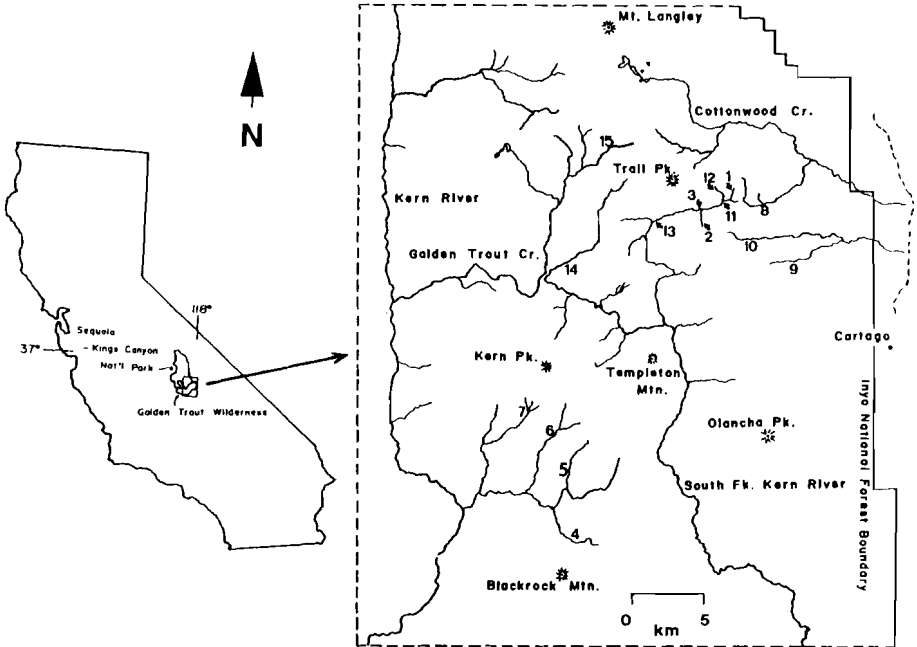 N
118°
37°
Sequoia
- Kings Canyon
Nat'l Park
Golden Trout Wilderness
Mt. Langley
Cottonwood Cr.
15
Trail Pk.
12
1
3
Kern River
11
8
13
2
10
Golden Trout Cr.
14
9
Cartago
Kern Pk.
Templeton
Mtn.
7
6
Olancha Pk.
5
South Fk. Kern River
4
Inyo National Forest Boundary
Blackrock Mtn.
0 5
km